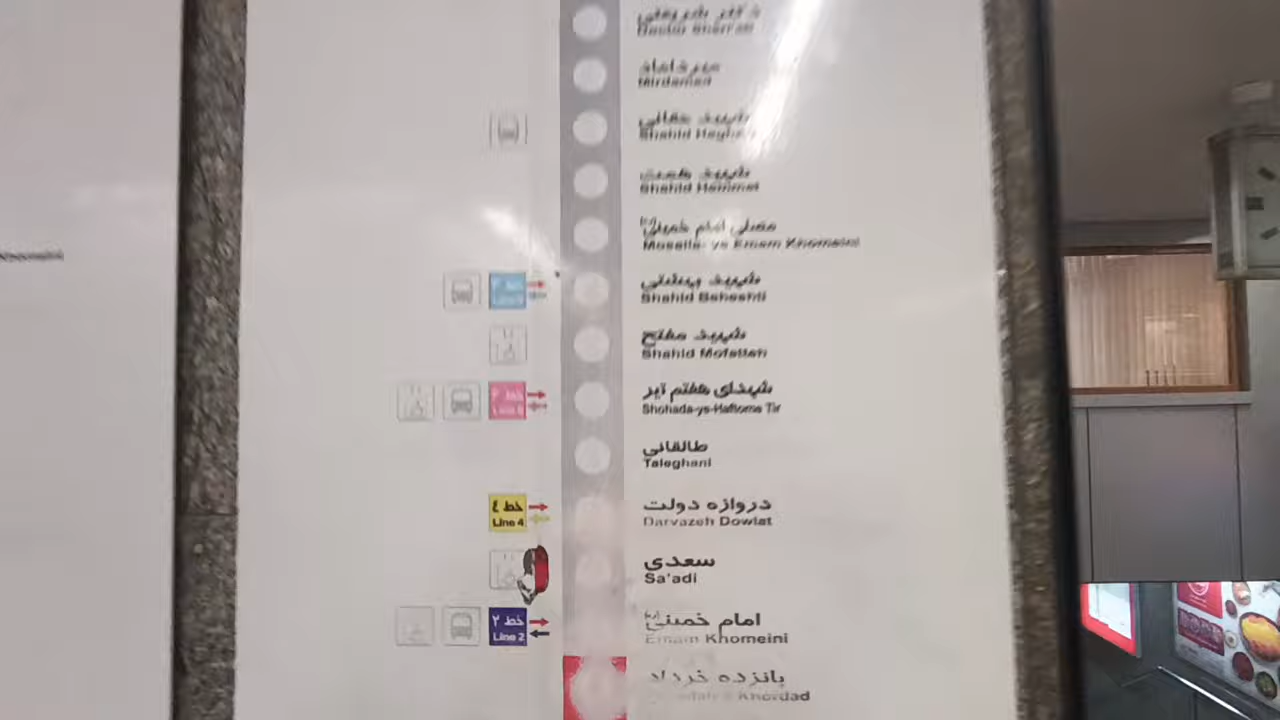 دکتر شریعتی
Doctor Shariati
میرداماد
Mirdamad
شهید حقانی
Shahid Haghani
شهید همت
Shahid Hemmat
مصلی امام خمینی
Mosalla-ye Emam Khomeini
شهید بهشتی
Shahid Beheshti
شهید مفتح
Shahid Mofatteh
شهدای هفتم تیر
Shohada-ye-Haftome Tir
طالقانی
Taleghani
خط ٤
Line 4
دروازه دولت
Darvazeh Dowlat
سعدی
Sa'adi
خط ٢
Line 2
امام خمینی
Emam Khomeini
پانزده خرداد
Khordad